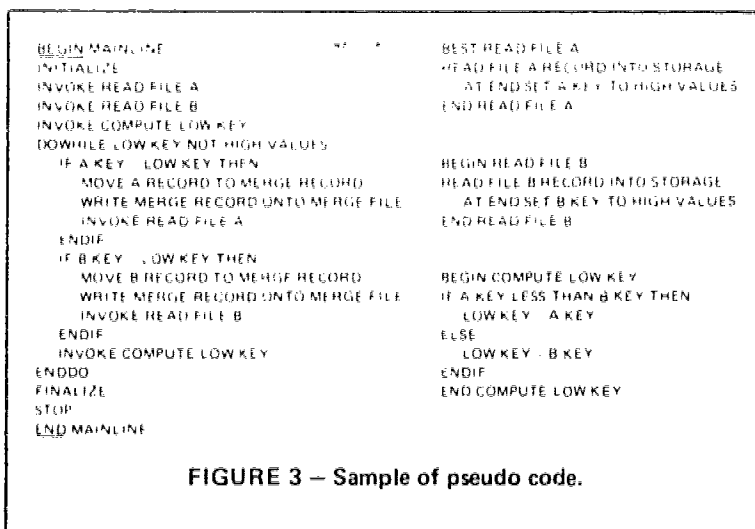 BEGIN MAINLINE
INITIALIZE
INVOKE READ FILE A
INVOKE READ FILE B
INVOKE COMPUTE LOW KEY
DOWHILE LOW KEY NOT HIGH VALUES
IF A KEY LOW KEY THEN
MOVE A RECORD TO MERGE RECORD
WRITE MERGE RECORD ONTO MERGE FILE
INVOKE READ FILE A
ENDIF
IF B KEY LOW KEY THEN
MOVE B RECORD TO MERGE RECORD
WRITE MERGE RECORD ONTO MERGE FILE
INVOKE READ FILE B
ENDIF
INVOKE COMPUTE LOW KEY
ENDDO
FINALIZE
STOP
END MAINLINE
BEST READ FILE A
READ FILE A RECORD INTO STORAGE
AT END SET A KEY TO HIGH VALUES
END READ FILE A
BEGIN READ FILE B
READ FILE B RECORD INTO STORAGE
AT END SET B KEY TO HIGH VALUES
END READ FILE B
BEGIN COMPUTE LOW KEY
IF A KEY LESS THAN B KEY THEN
LOW KEY - A KEY
ELSE
LOW KEY - B KEY
ENDIF
END COMPUTE LOW KEY
FIGURE 3 — Sample of pseudo code.